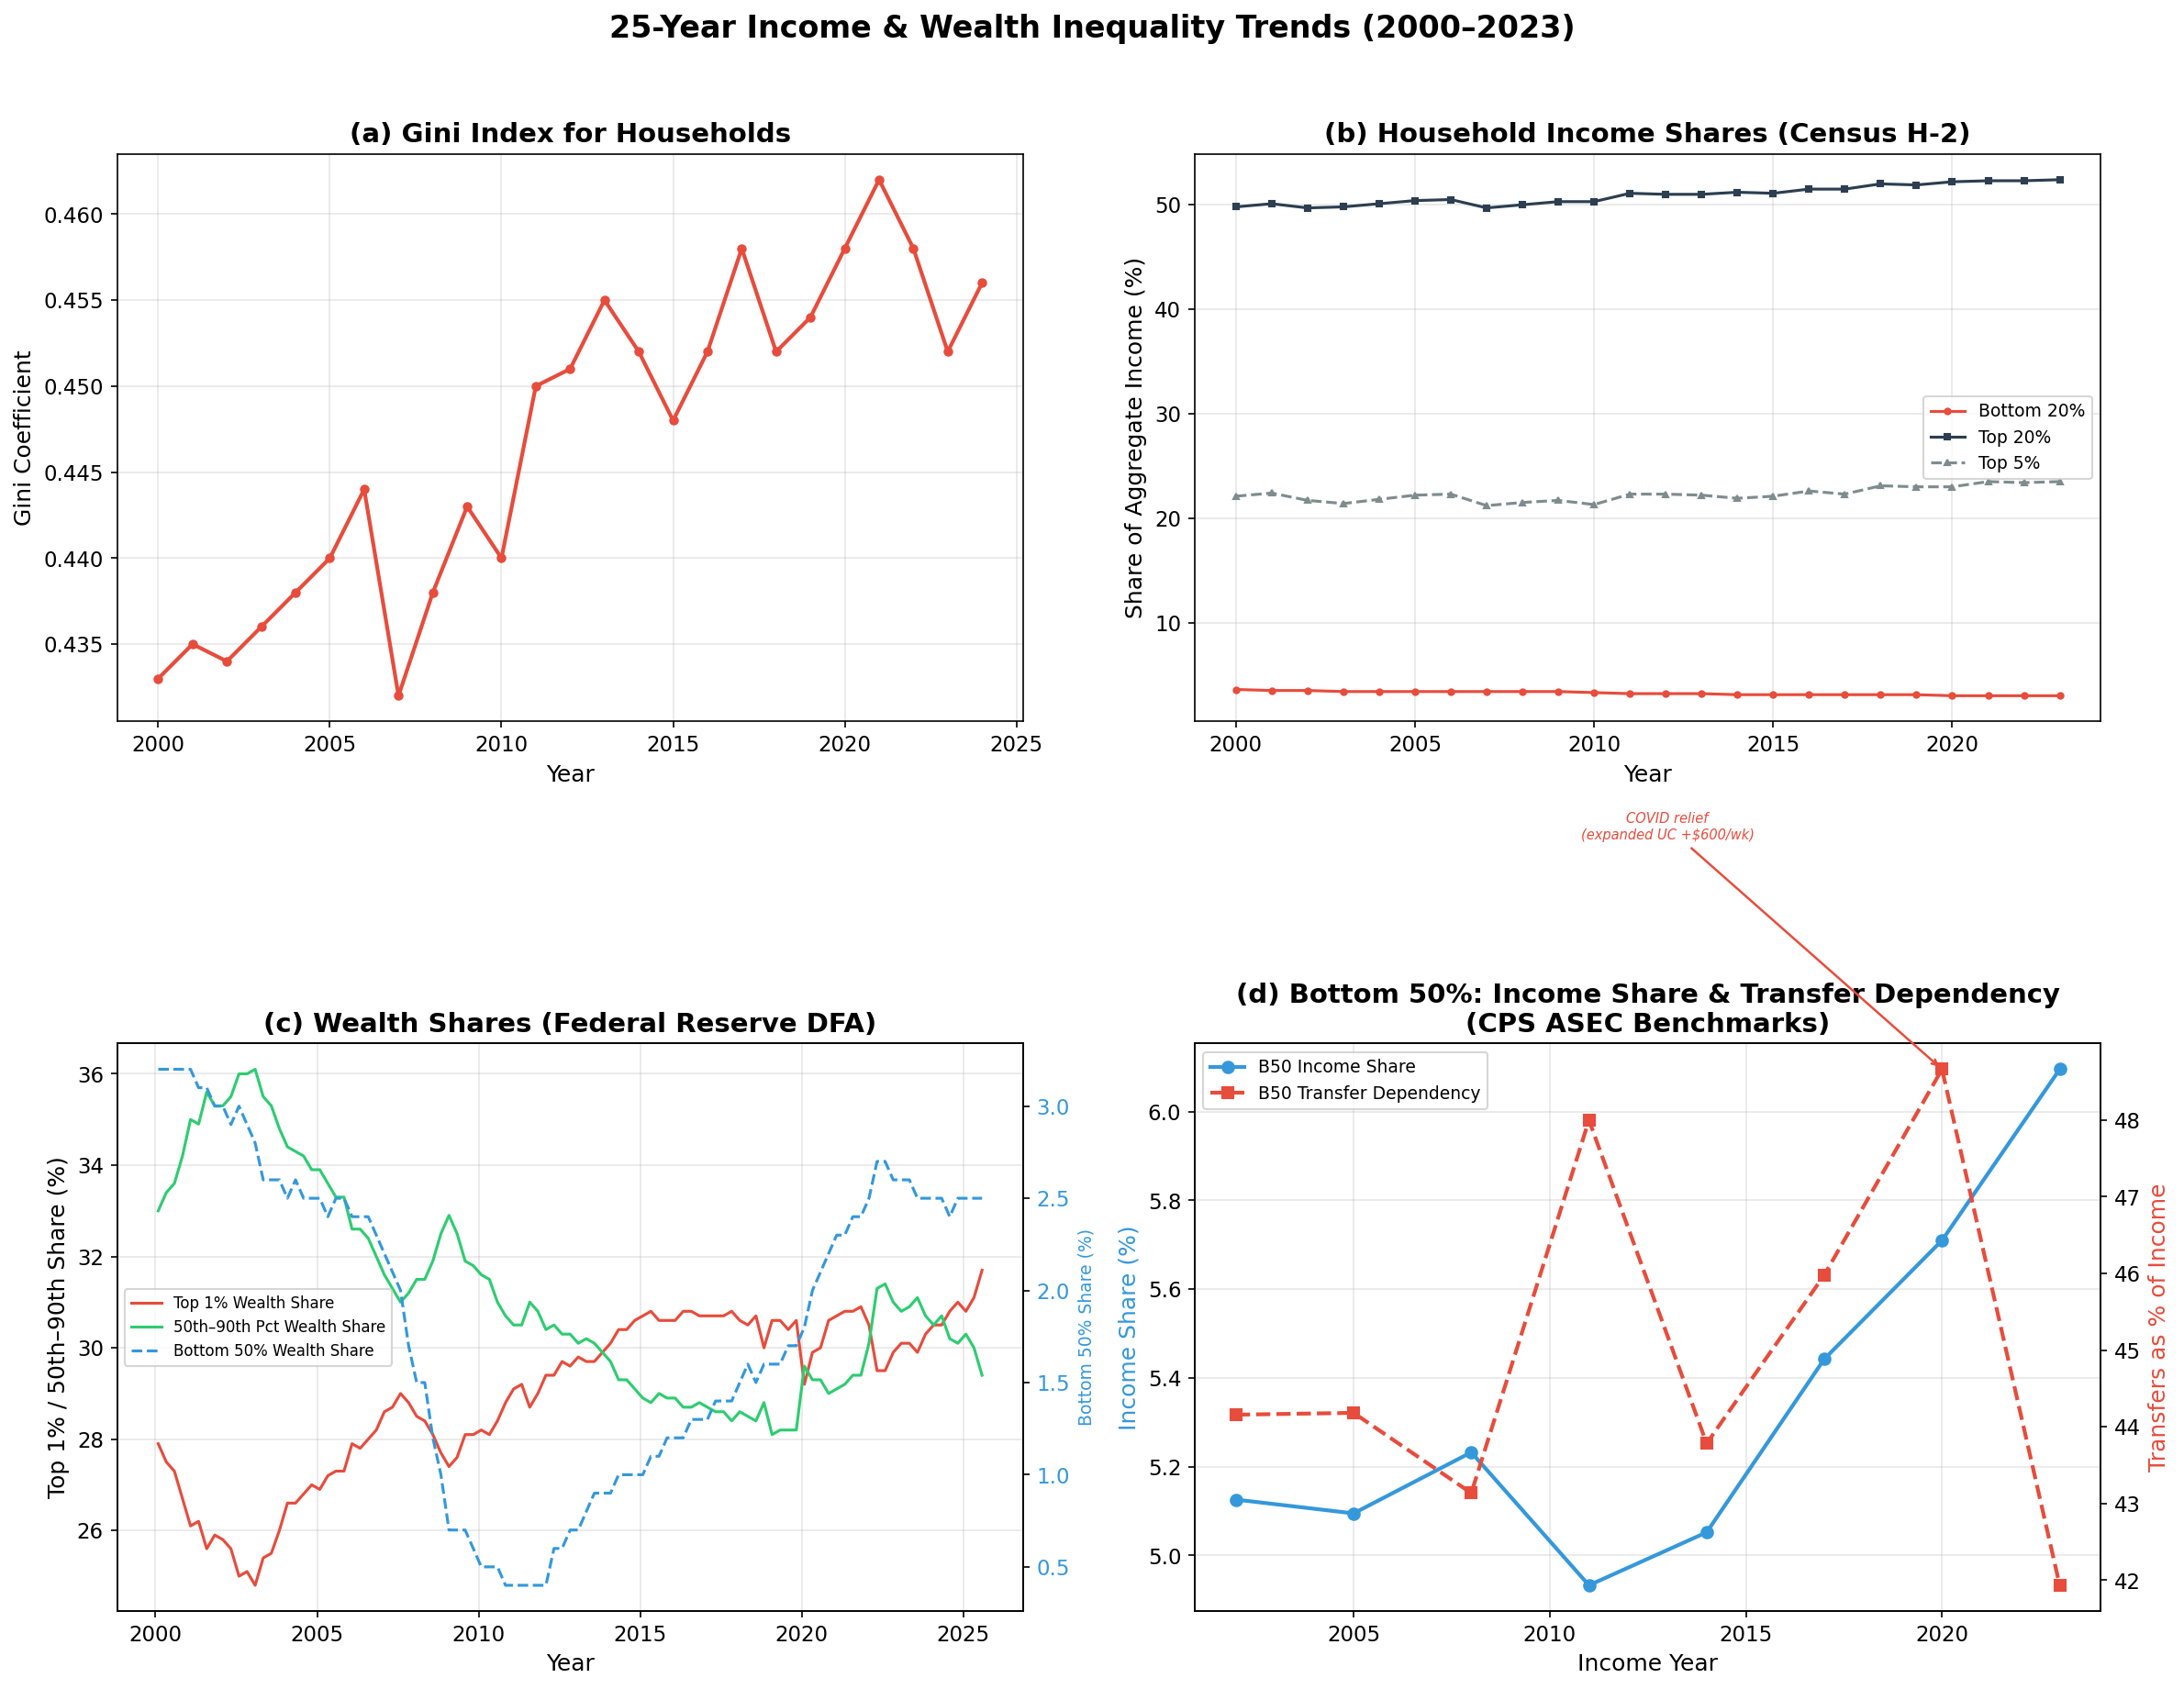 25-Year Income & Wealth Inequality Trends (2000–2023)
(a) Gini Index for Households
Gini Coefficient
0.460
0.455
0.450
0.445
0.440
0.435
2000
2005
2010
2015
2020
2025
Year
(b) Household Income Shares (Census H-2)
Share of Aggregate Income (%)
50
40
30
20
10
Bottom 20%
Top 20%
Top 5%
2000
2005
2010
2015
2020
Year
COVID relief
(expanded UC +$600/wk)
(c) Wealth Shares (Federal Reserve DFA)
Top 1% / 50th–90th Share (%)
36
34
32
30
28
26
Top 1% Wealth Share
50th–90th Pct Wealth Share
Bottom 50% Wealth Share
3.0
2.5
2.0
1.5
1.0
0.5
Bottom 50% Share (%)
2000
2005
2010
2015
2020
2025
Year
(d) Bottom 50%: Income Share & Transfer Dependency
(CPS ASEC Benchmarks)
Income Share (%)
6.0
5.8
5.6
5.4
5.2
5.0
B50 Income Share
B50 Transfer Dependency
48
47
46
45
44
43
42
Transfers as % of Income
2005
2010
2015
2020
Income Year